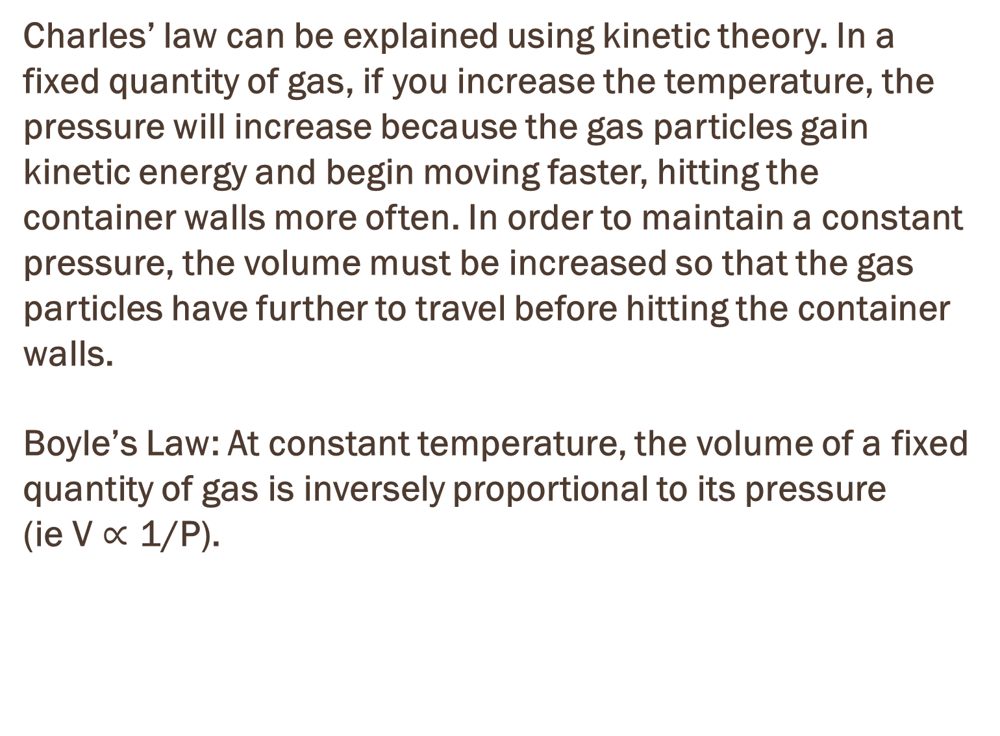 Charles’ law can be explained using kinetic theory. In a
fixed quantity of gas, if you increase the temperature, the
pressure will increase because the gas particles gain
kinetic energy and begin moving faster, hitting the
container walls more often. In order to maintain a constant
pressure, the volume must be increased so that the gas
particles have further to travel before hitting the container
walls.
Boyle’s Law: At constant temperature, the volume of a fixed
quantity of gas is inversely proportional to its pressure
(ie V ∝ 1/P).